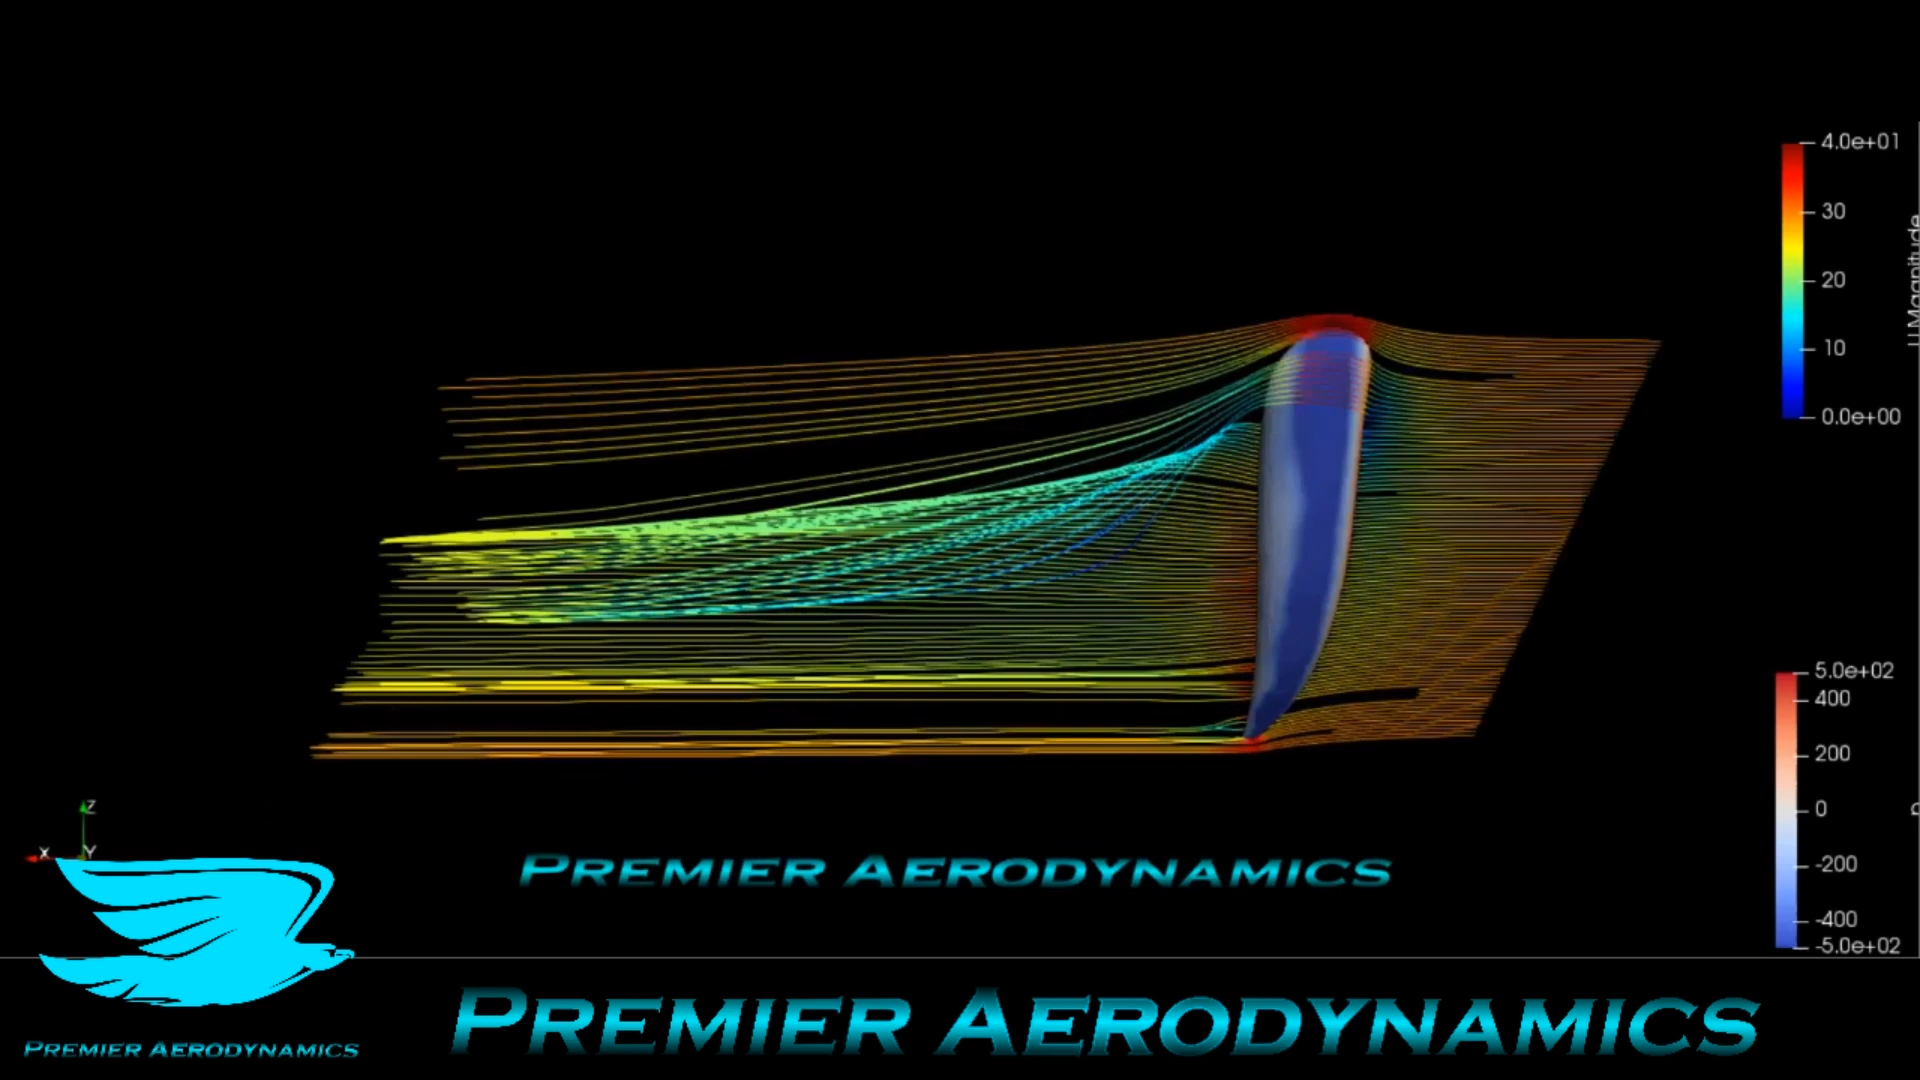 4.0e+01
30
20
10
0.0e+00
U Magnitude
5.0e+02
400
200
0
-200
-400
-5.0e+02
Z
X
Y
PREMIER AERODYNAMICS
PREMIER AERODYNAMICS
PREMIER AERODYNAMICS